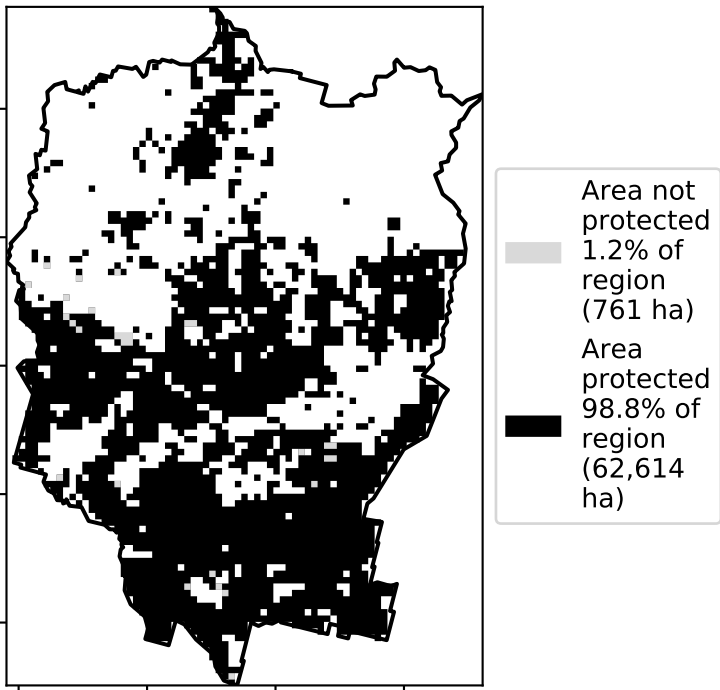 Area not
protected
1.2% of
region
(761 ha)
Area
protected
98.8% of
region
(62,614
ha)